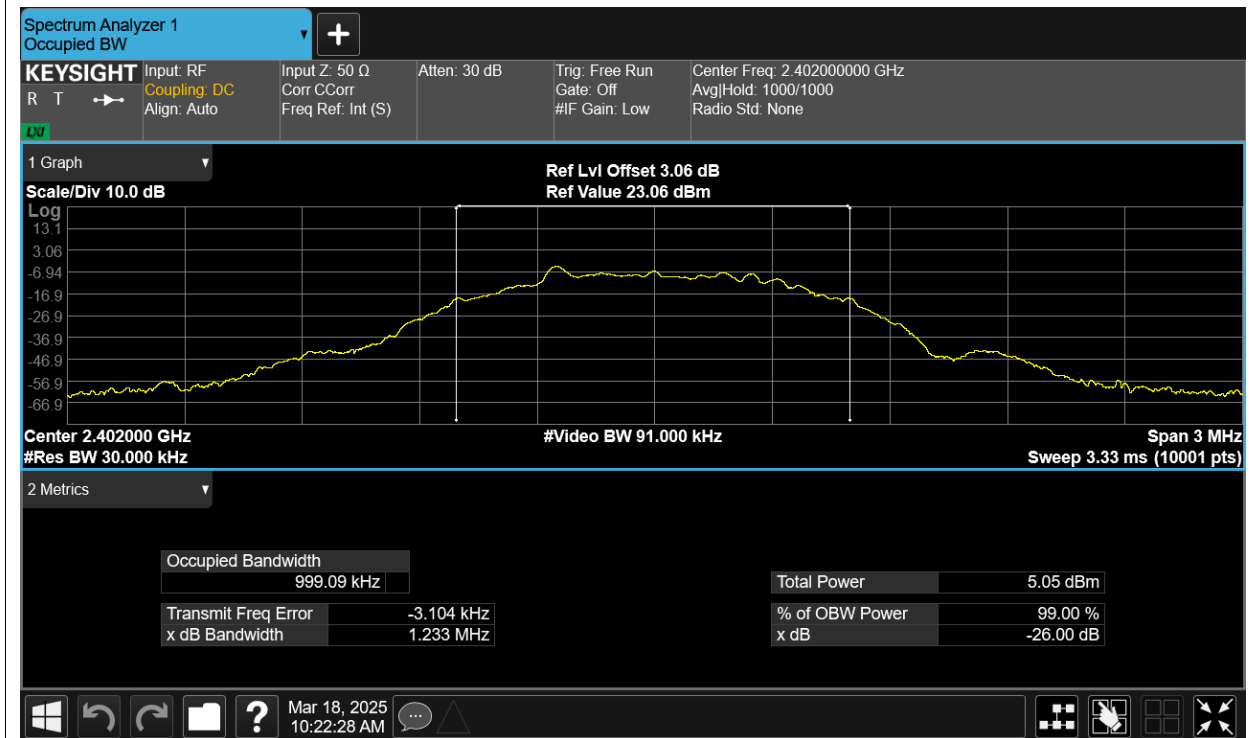 Spectrum Analyzer 1
Occupied BW
KEYSIGHT
R T
LXI
Input: RF
Coupling: DC
Align: Auto
Input Z: 50 Ω
Corr CCorr
Freq Ref: Int (S)
Atten: 30 dB
Trig: Free Run
Gate: Off
#IF Gain: Low
Center Freq: 2.402000000 GHz
Avg|Hold: 1000/1000
Radio Std: None
1 Graph
Scale/Div 10.0 dB
Ref Lvl Offset 3.06 dB
Ref Value 23.06 dBm
Log
13.1
3.06
-6.94
-16.9
-26.9
-36.9
-46.9
-56.9
-66.9
Center 2.402000 GHz
#Res BW 30.000 kHz
#Video BW 91.000 kHz
Span 3 MHz
Sweep 3.33 ms (10001 pts)
2 Metrics
Occupied Bandwidth
999.09 kHz
Transmit Freq Error -3.104 kHz
x dB Bandwidth 1.233 MHz
Total Power 5.05 dBm
% of OBW Power 99.00 %
x dB -26.00 dB
?
Mar 18, 2025
10:22:28 AM